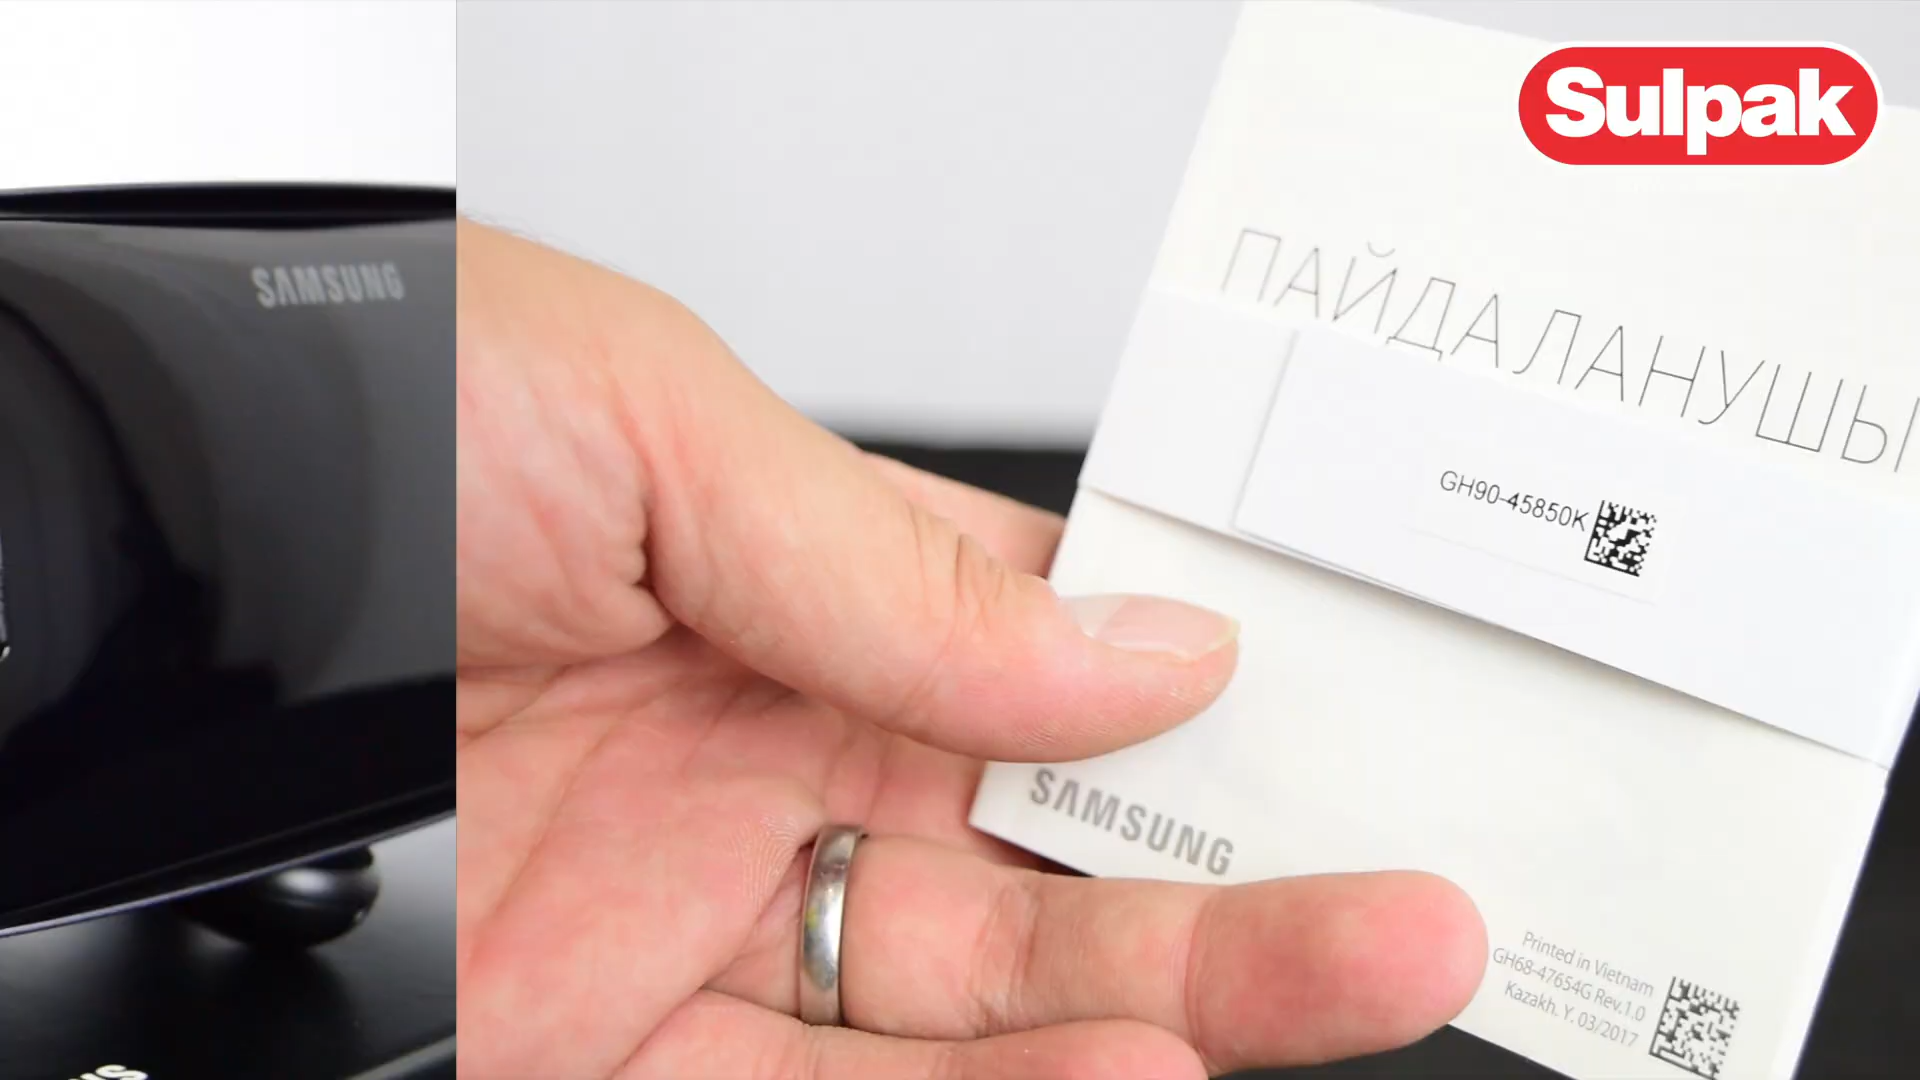 Sulpak
SAMSUNG
ПАЙДАЛАНУШЫ
GH90-45850K
SAMSUNG
Printed in Vietnam
GH68-47654G Rev.1.0
Kazakh. Y. 03/2017